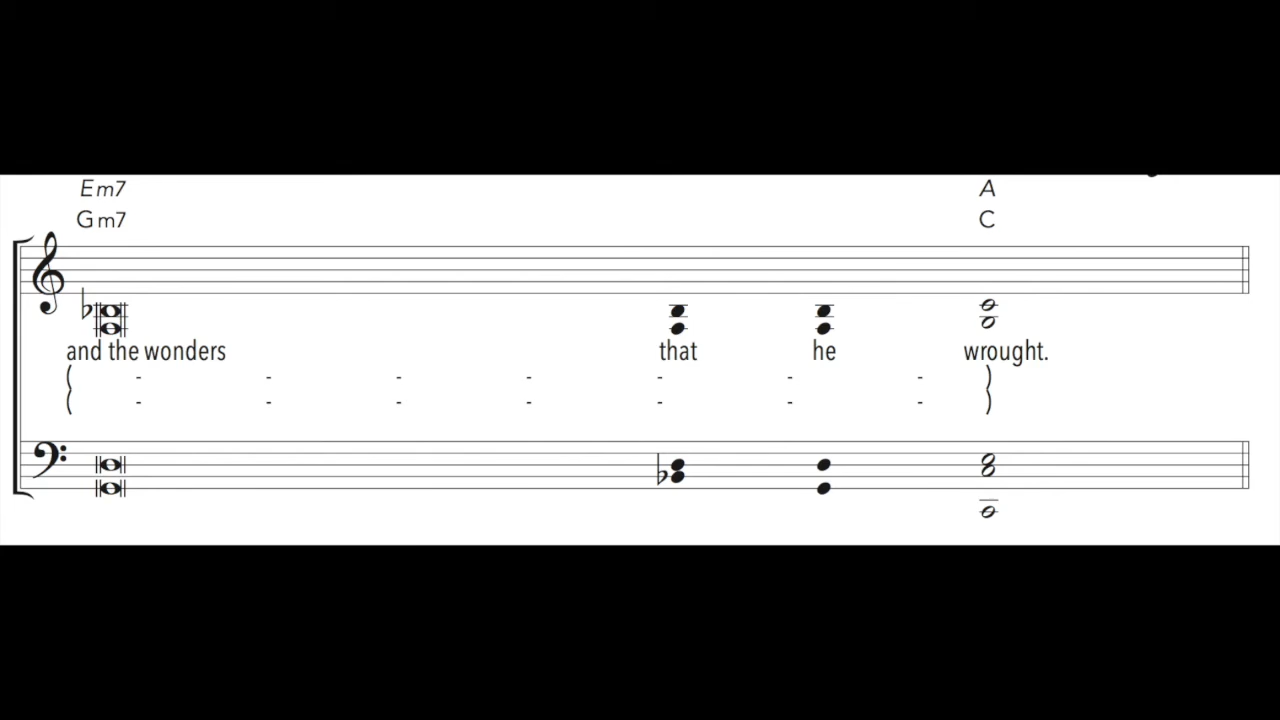 Em7 A
Gm7 C
and the wonders that he wrought.
( - - - - - - - )
( - - - - - - - )